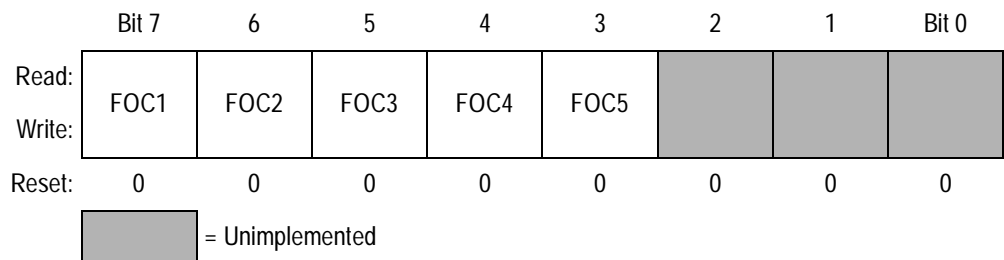 Bit 7 6 5 4 3 2 1 Bit 0
Read:
FOC1 FOC2 FOC3 FOC4 FOC5
Write:
Reset: 0 0 0 0 0 0 0 0
= Unimplemented